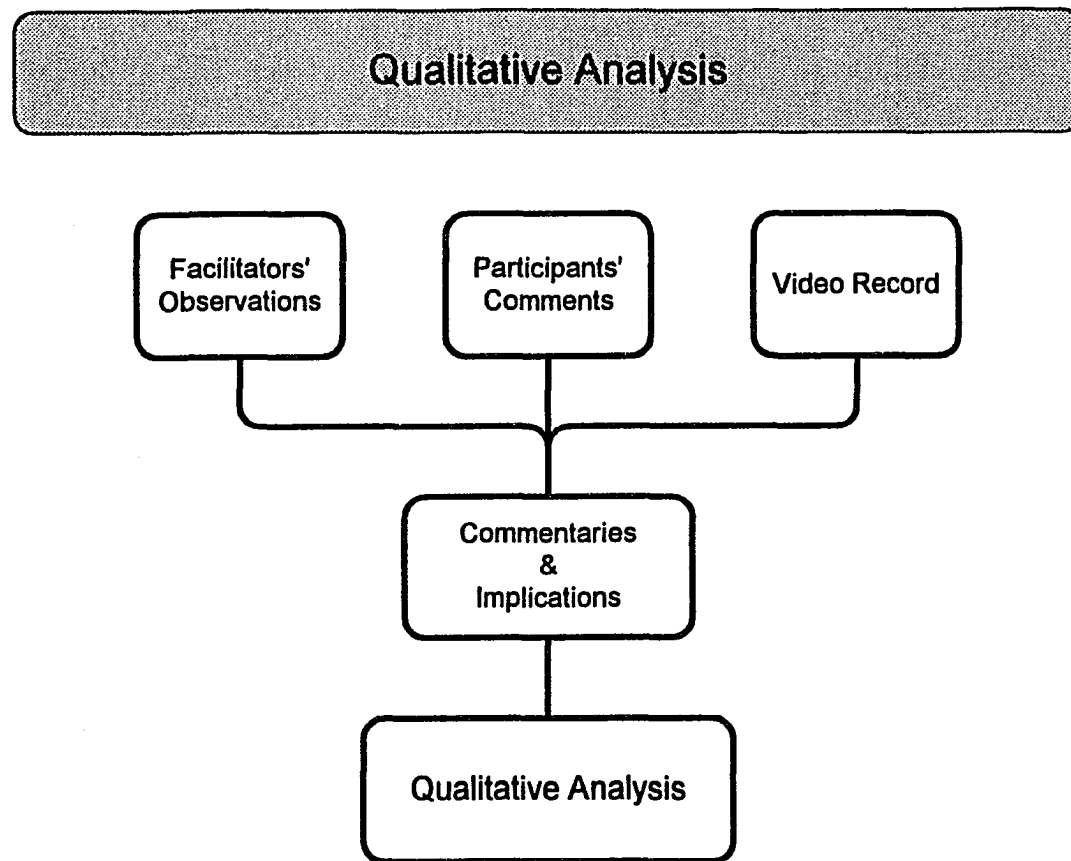 Qualitative Analysis
Facilitators'
Observations
Participants'
Comments
Video Record
Commentaries
&
Implications
Qualitative Analysis